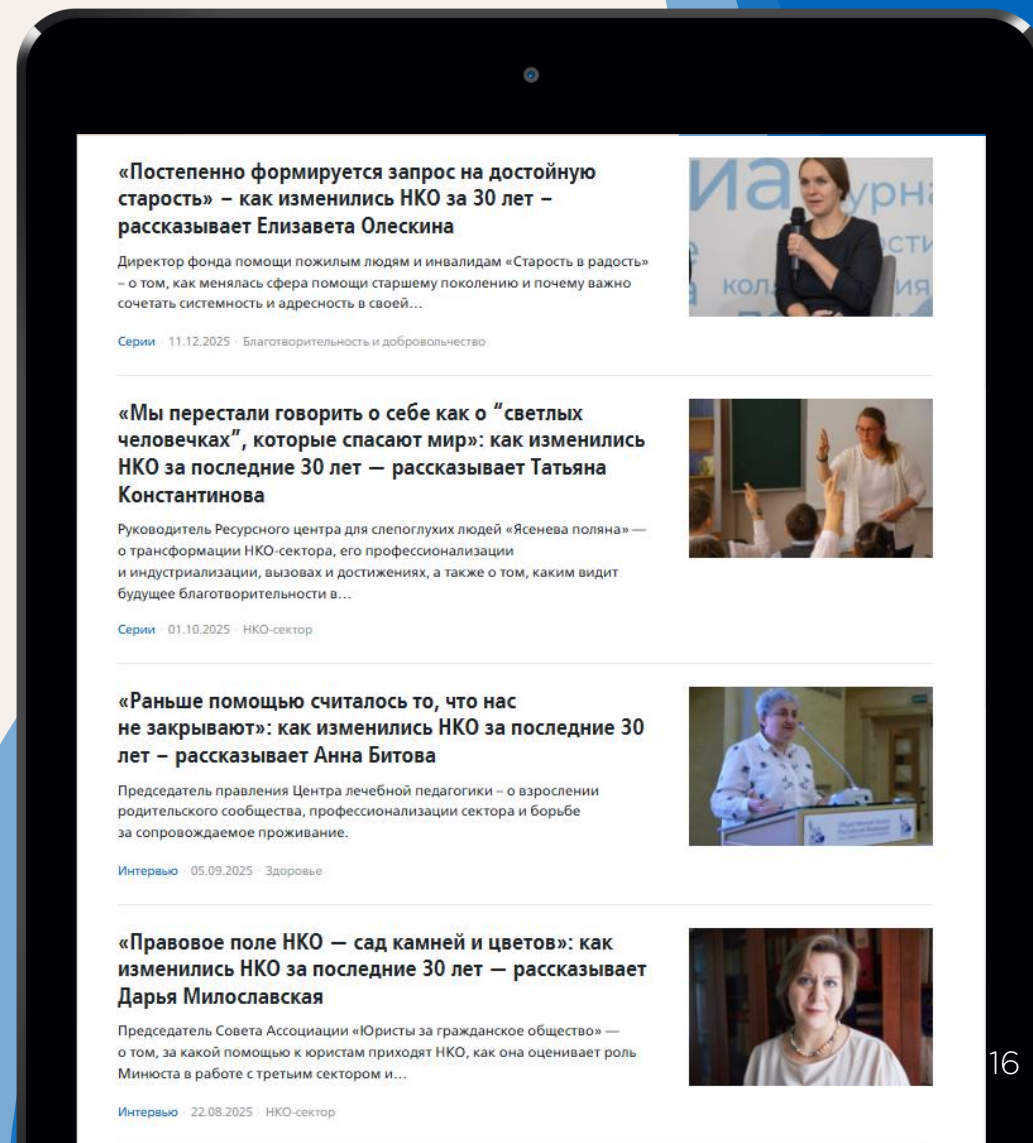 «Постепенно формируется запрос на достойную
старость» – как изменились НКО за 30 лет –
рассказывает Елизавета Олескина
Директор фонда помощи пожилым людям и инвалидам «Старость в радость»
– о том, как менялась сфера помощи старшему поколению и почему важно
сочетать системность и адресность в своей…
Серии · 11.12.2025 · Благотворительность и добровольчество
«Мы перестали говорить о себе как о “светлых
человечках”, которые спасают мир»: как изменились
НКО за последние 30 лет — рассказывает Татьяна
Константинова
Руководитель Ресурсного центра для слепоглухих людей «Ясенева поляна» —
о трансформации НКО-сектора, его профессионализации
и индустриализации, вызовах и достижениях, а также о том, каким видит
будущее благотворительности в…
Серии · 01.10.2025 · НКО-сектор
«Раньше помощью считалось то, что нас
не закрывают»: как изменились НКО за последние 30
лет – рассказывает Анна Битова
Председатель правления Центра лечебной педагогики – о взрослении
родительского сообщества, профессионализации сектора и борьбе
за сопровождаемое проживание.
Интервью · 05.09.2025 · Здоровье
«Правовое поле НКО — сад камней и цветов»: как
изменились НКО за последние 30 лет — рассказывает
Дарья Милославская
Председатель Совета Ассоциации «Юристы за гражданское общество» —
о том, за какой помощью к юристам приходят НКО, как она оценивает роль
Минюста в работе с третьим сектором и…
Интервью · 22.08.2025 · НКО-сектор
16